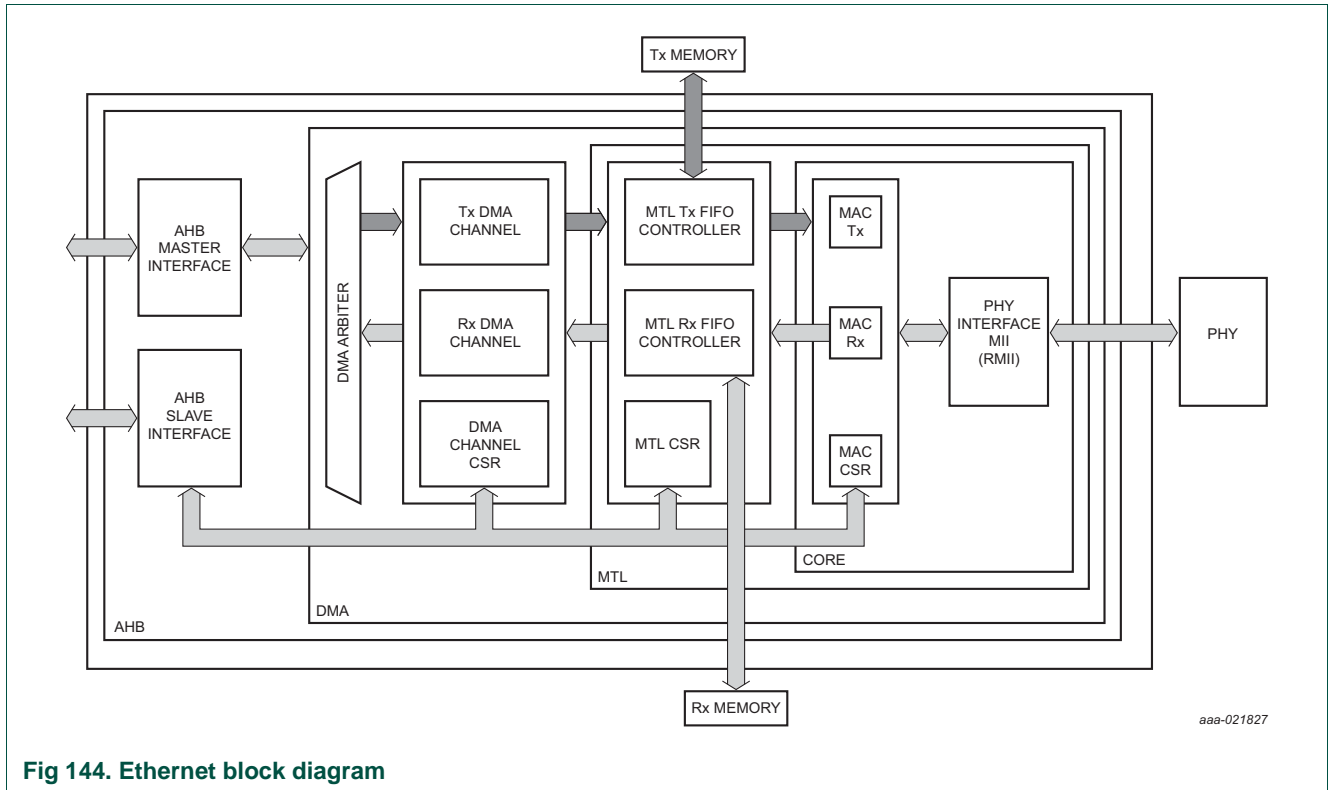 Tx MEMORY
AHB
MASTER
INTERFACE
AHB
SLAVE
INTERFACE
DMA ARBITER
Tx DMA
CHANNEL
Rx DMA
CHANNEL
DMA
CHANNEL
CSR
MTL Tx FIFO
CONTROLLER
MTL Rx FIFO
CONTROLLER
MTL CSR
MAC
Tx
MAC
Rx
MAC
CSR
PHY
INTERFACE
MII
(RMII)
PHY
CORE
MTL
DMA
AHB
Rx MEMORY
aaa-021827
Fig 144. Ethernet block diagram